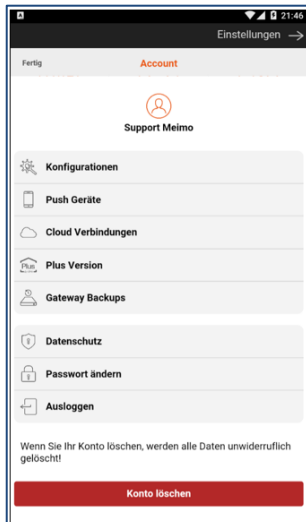 21:46
Einstellungen
Fertig
Account
Support Meimo
Konfigurationen
Push Geräte
Cloud Verbindungen
Plus
Plus Version
Gateway Backups
Datenschutz
Passwort ändern
Ausloggen
Wenn Sie Ihr Konto löschen, werden alle Daten unwiderruflich
gelöscht!
Konto löschen